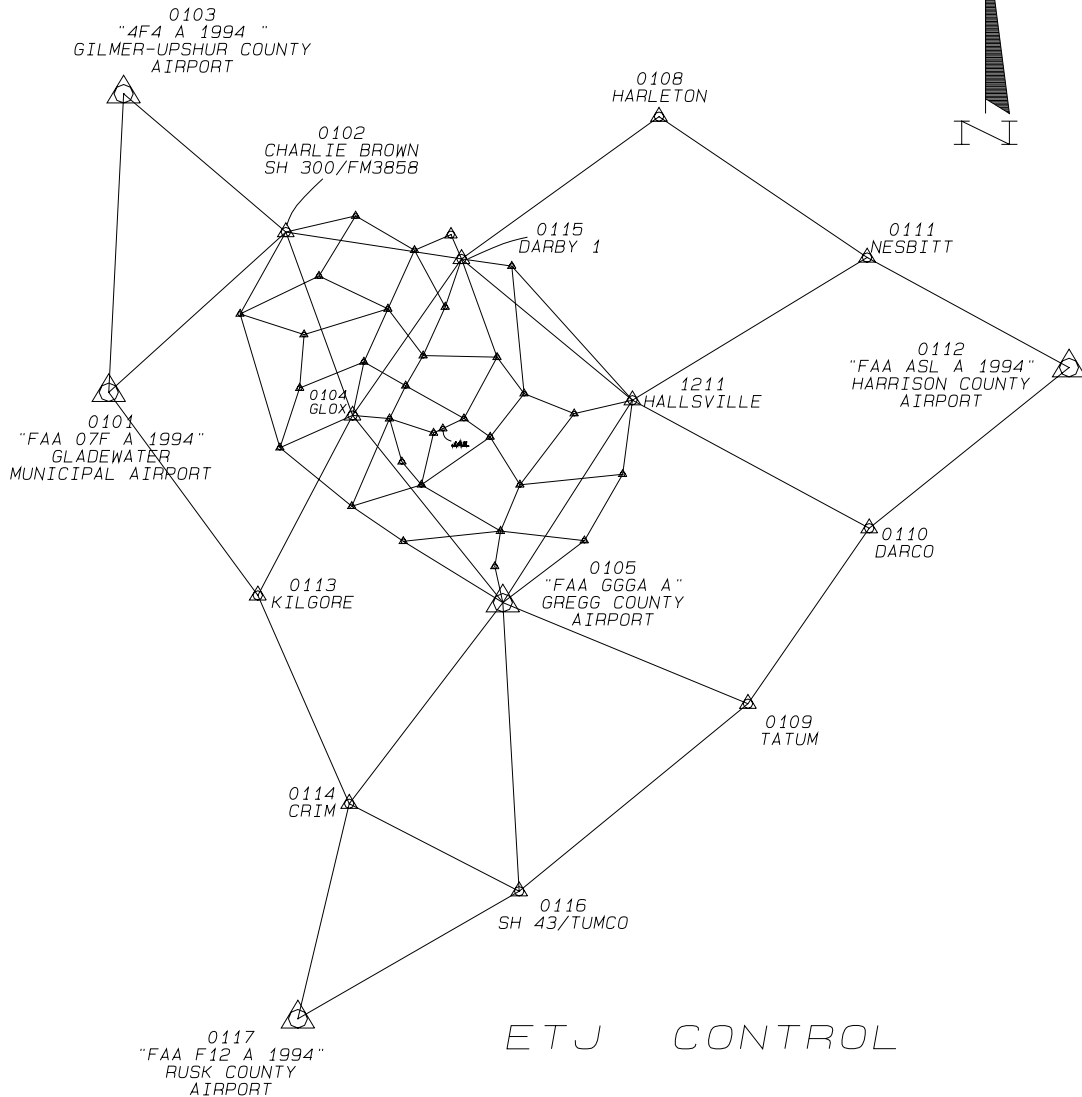 0103
"4F4 A 1994 "
GILMER-UPSHUR COUNTY
AIRPORT
0108
HARLETON
N
0102
CHARLIE BROWN
SH 300/FM3858
0115
DARBY 1
0111
NESBITT
0112
"FAA ASL A 1994"
HARRISON COUNTY
AIRPORT
0104
GLOX
1211
HALLSVILLE
0101
"FAA 07F A 1994"
GLADEWATER
MUNICIPAL AIRPORT
0110
DARCO
0113
KILGORE
0105
"FAA GGGA A"
GREGG COUNTY
AIRPORT
0109
TATUM
0114
CRIM
0116
SH 43/TUMCO
0117
"FAA F12 A 1994"
RUSK COUNTY
AIRPORT
ETJ CONTROL